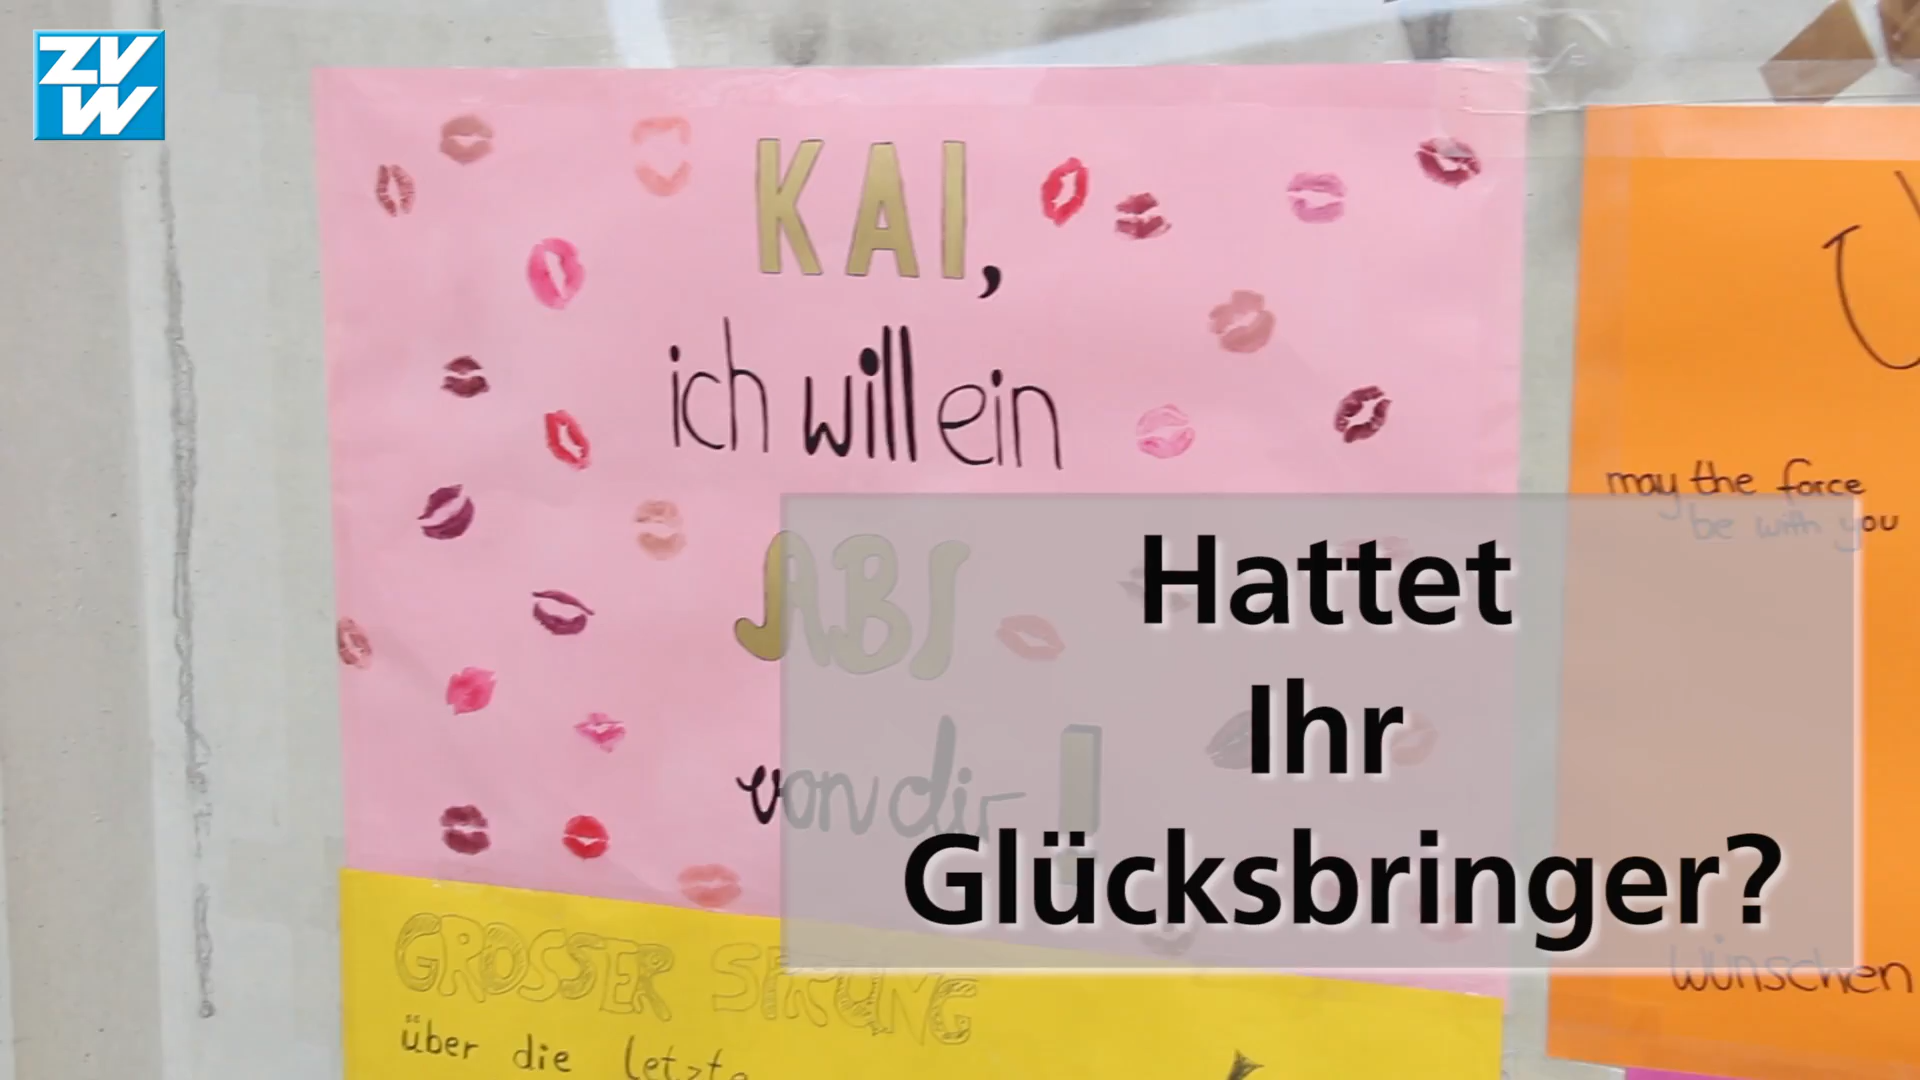 ZVW
KAI,
ich will ein
ABI
von dir!
may the force
be with you
wünschen
Hattet
Ihr
Glücksbringer?
GROSSER SPRUNG
über die letzte